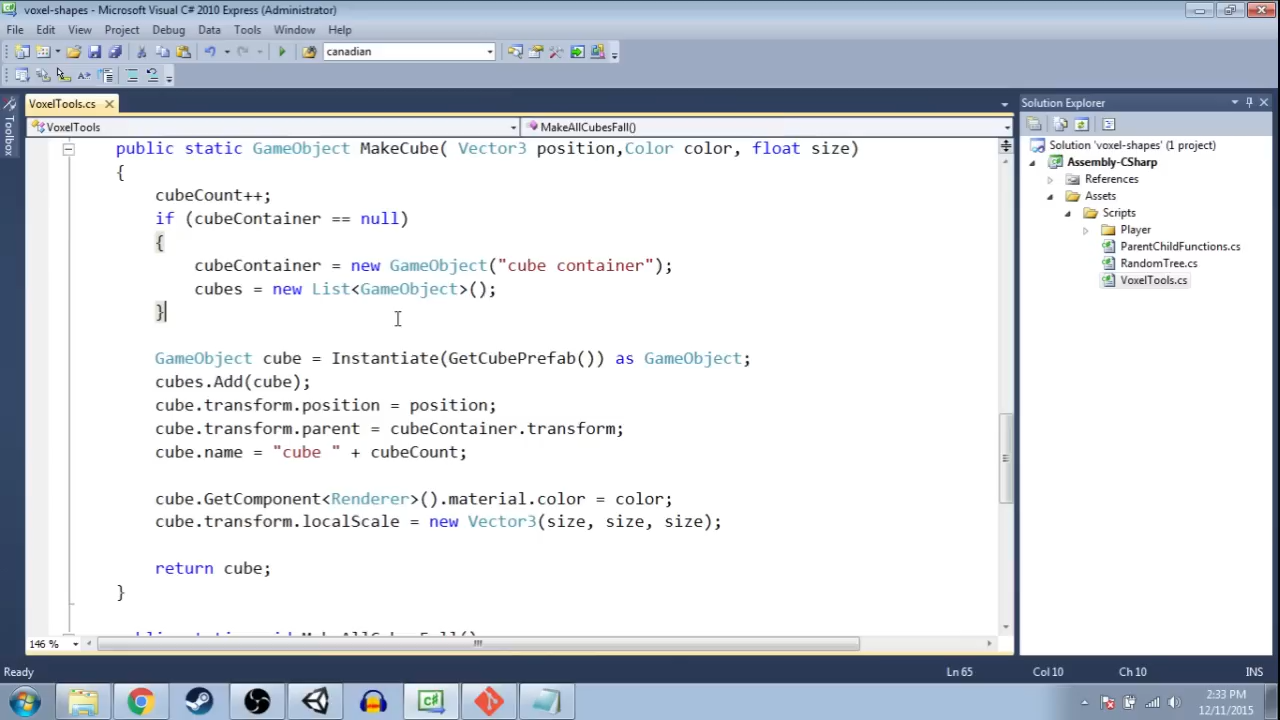 voxel-shapes - Microsoft Visual C# 2010 Express (Administrator)
File Edit View Project Debug Data Tools Window Help
canadian
VoxelTools.cs
VoxelTools
MakeAllCubesFall()
Toolbox
public static GameObject MakeCube( Vector3 position,Color color, float size)
{
cubeCount++;
if (cubeContainer == null)
{
cubeContainer = new GameObject("cube container");
cubes = new List<GameObject>();
}
GameObject cube = Instantiate(GetCubePrefab()) as GameObject;
cubes.Add(cube);
cube.transform.position = position;
cube.transform.parent = cubeContainer.transform;
cube.name = "cube " + cubeCount;
cube.GetComponent<Renderer>().material.color = color;
cube.transform.localScale = new Vector3(size, size, size);
return cube;
}
public static void MakeAllCubesFall()
146 %
Solution Explorer
Solution 'voxel-shapes' (1 project)
Assembly-CSharp
References
Assets
Scripts
Player
ParentChildFunctions.cs
RandomTree.cs
VoxelTools.cs
Ready
Ln 65
Col 10
Ch 10
INS
2:33 PM
12/11/2015